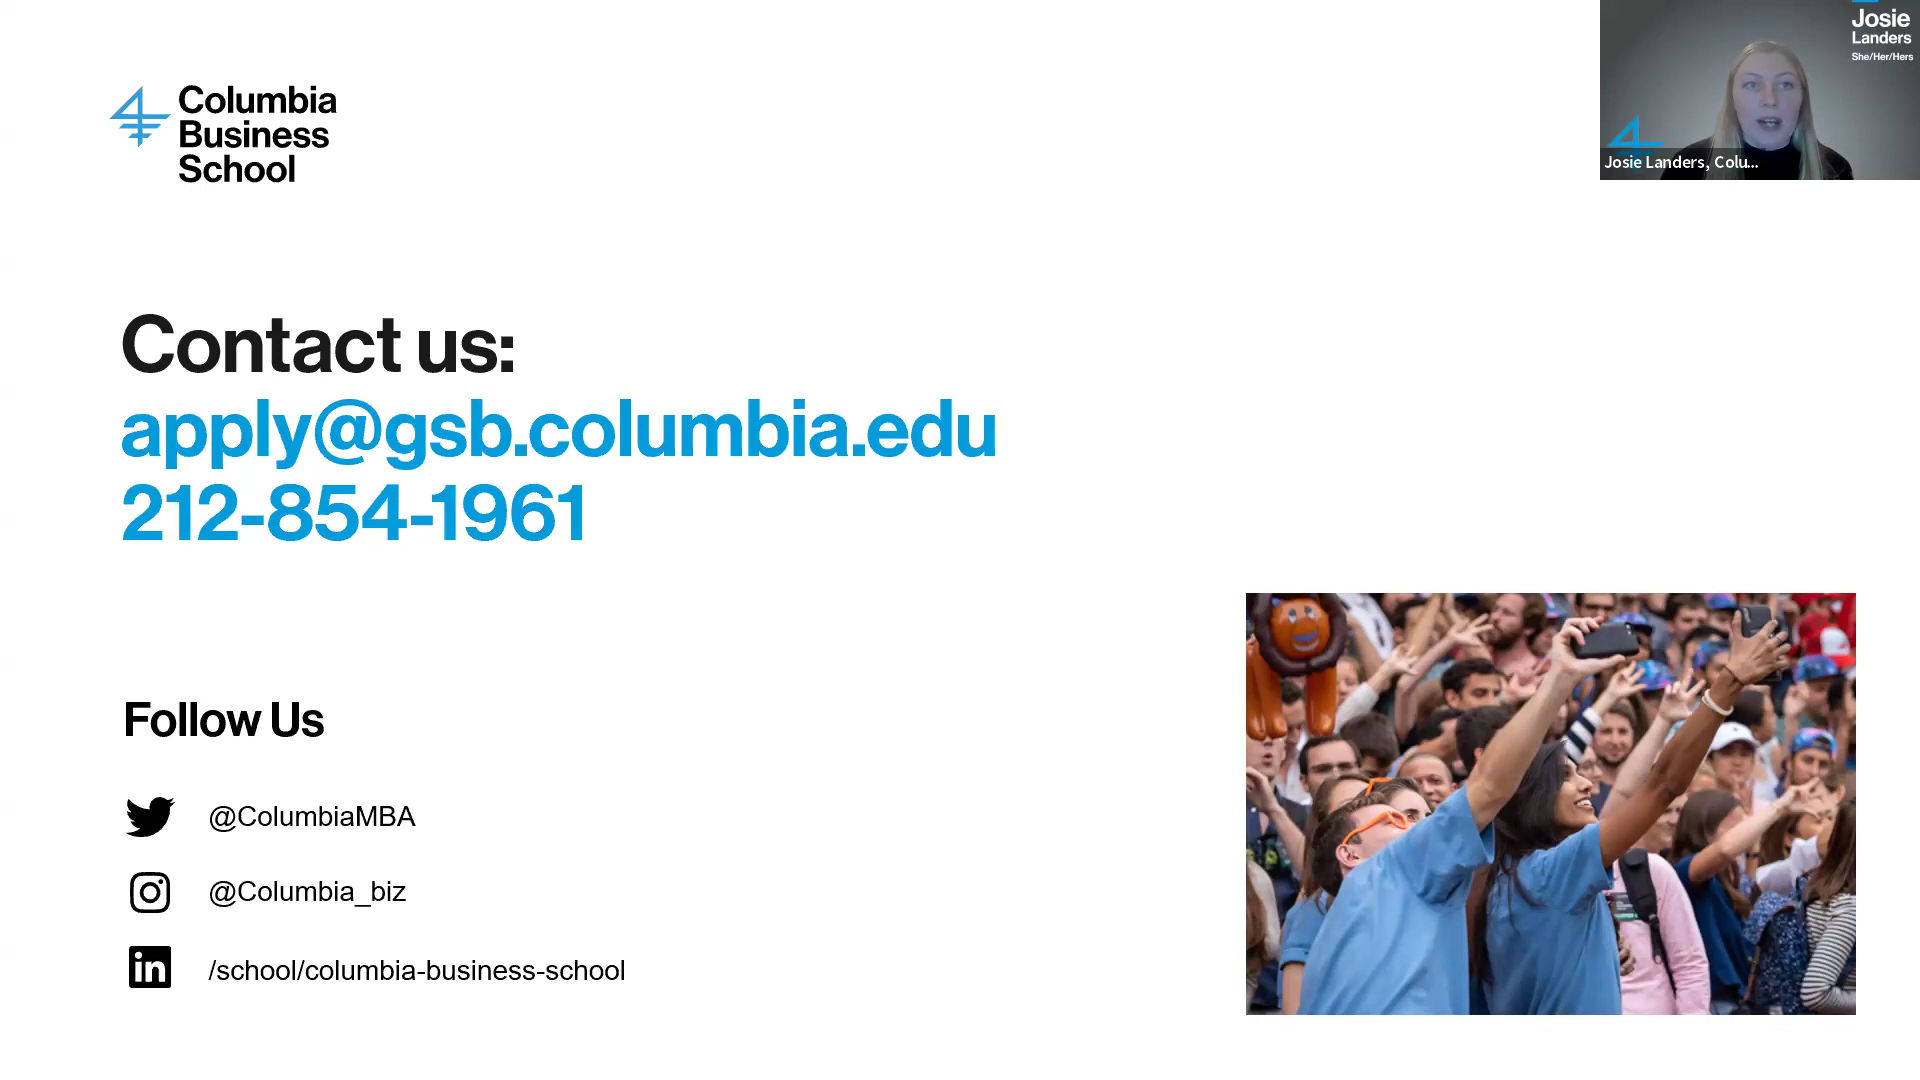 Columbia
Business
School
Josie
Landers
She/Her/Hers
Josie Landers, Colu...
Contact us:
apply@gsb.columbia.edu
212-854-1961
Follow Us
@ColumbiaMBA
@Columbia_biz
/school/columbia-business-school